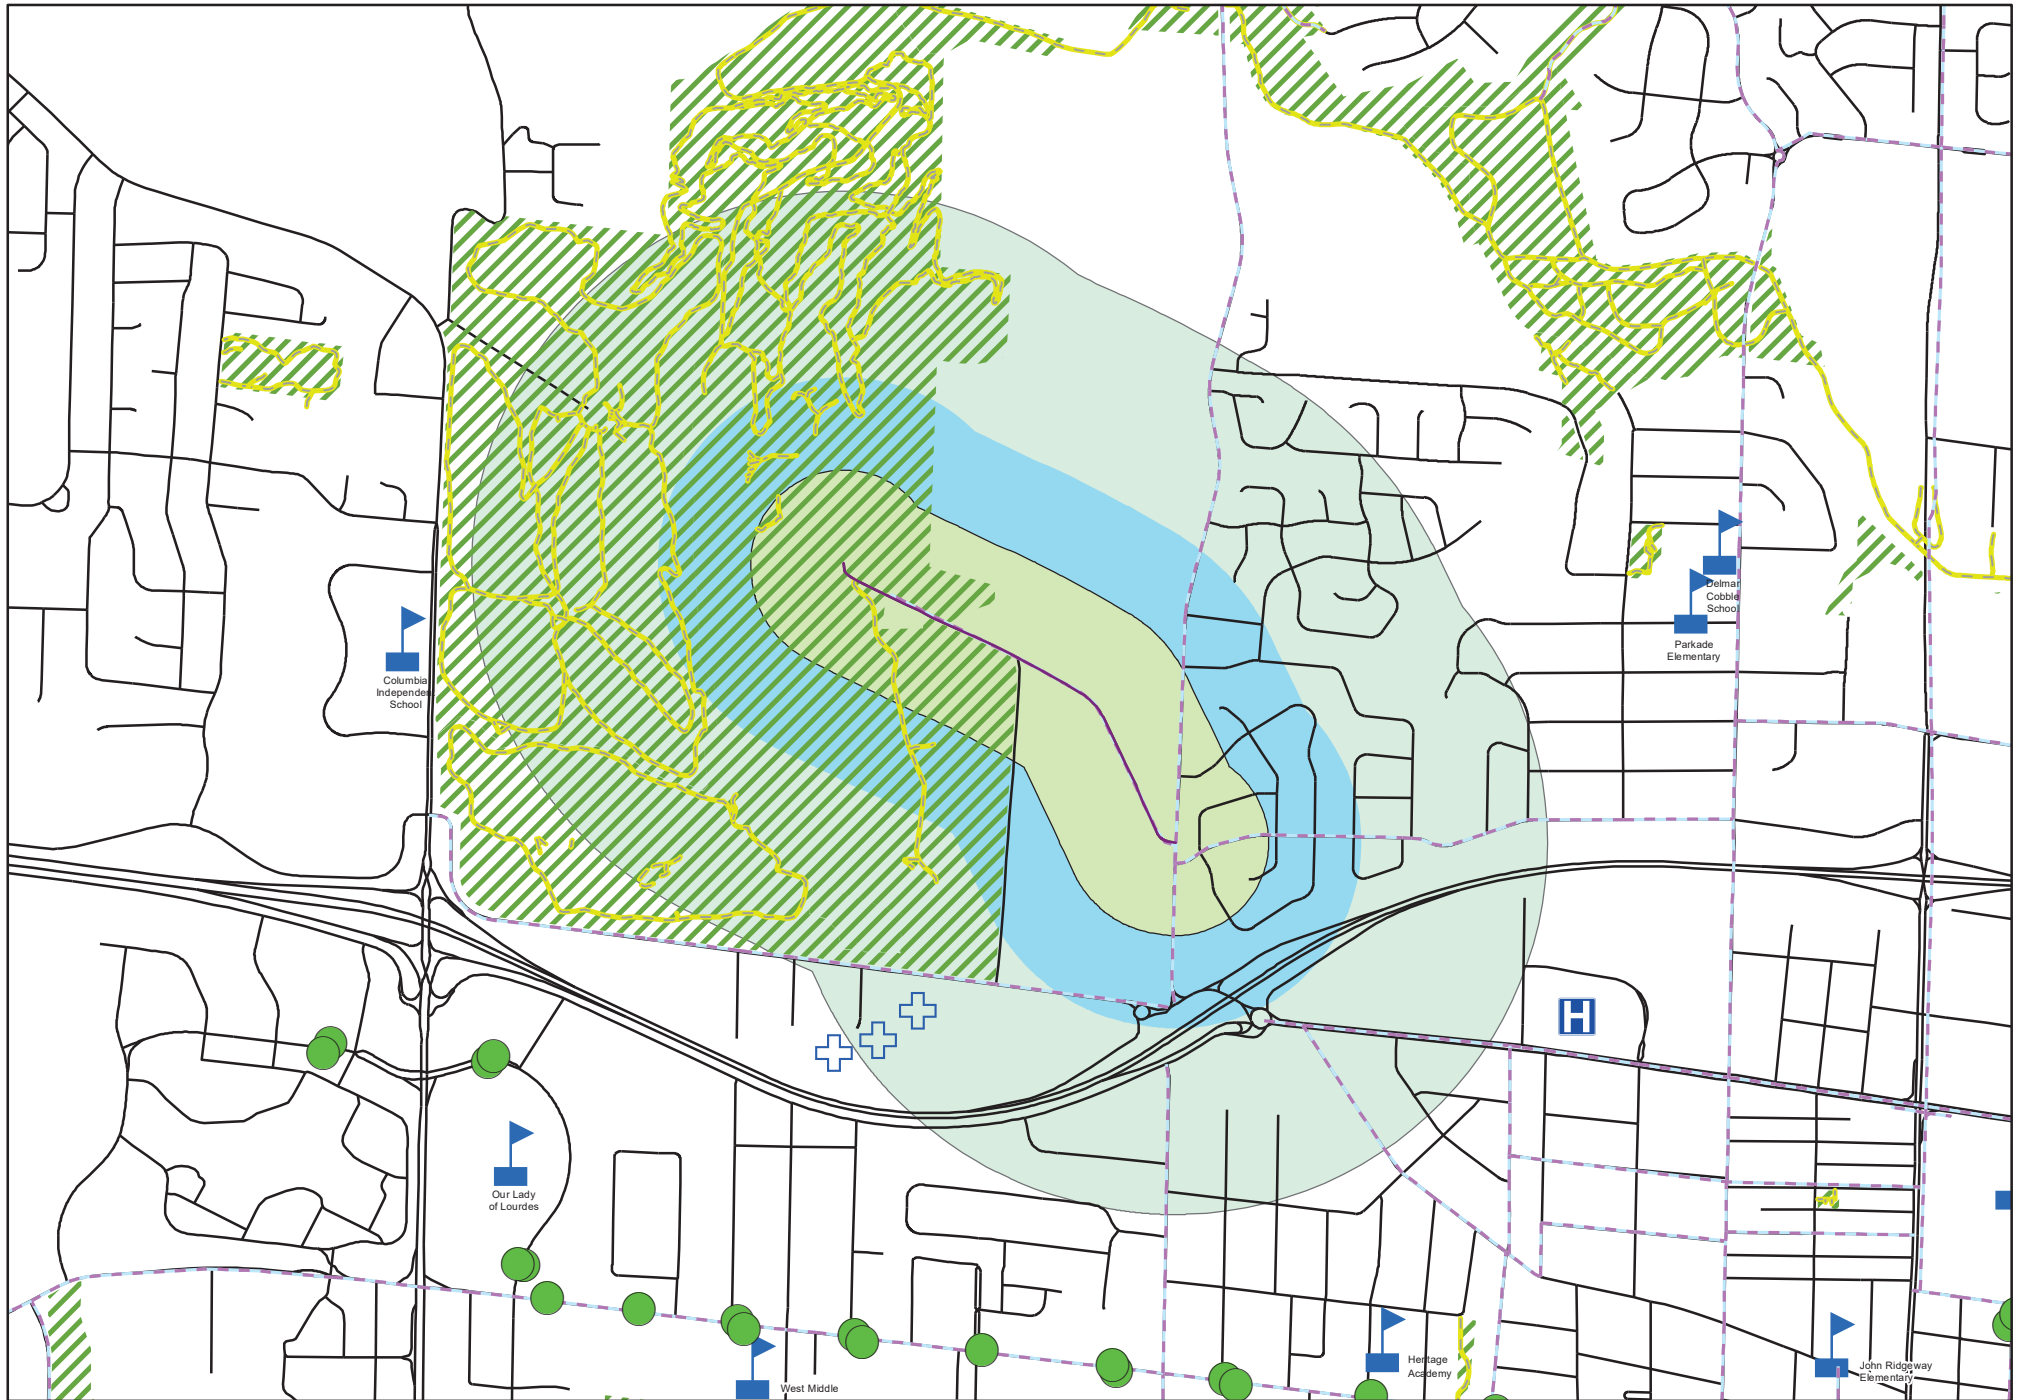 Delmar
Cobble
School
Parkade
Elementary
Columbia
Independent
School
H
Our Lady
of Lourdes
Heritage
Academy
West Middle
John Ridgeway
Elementary